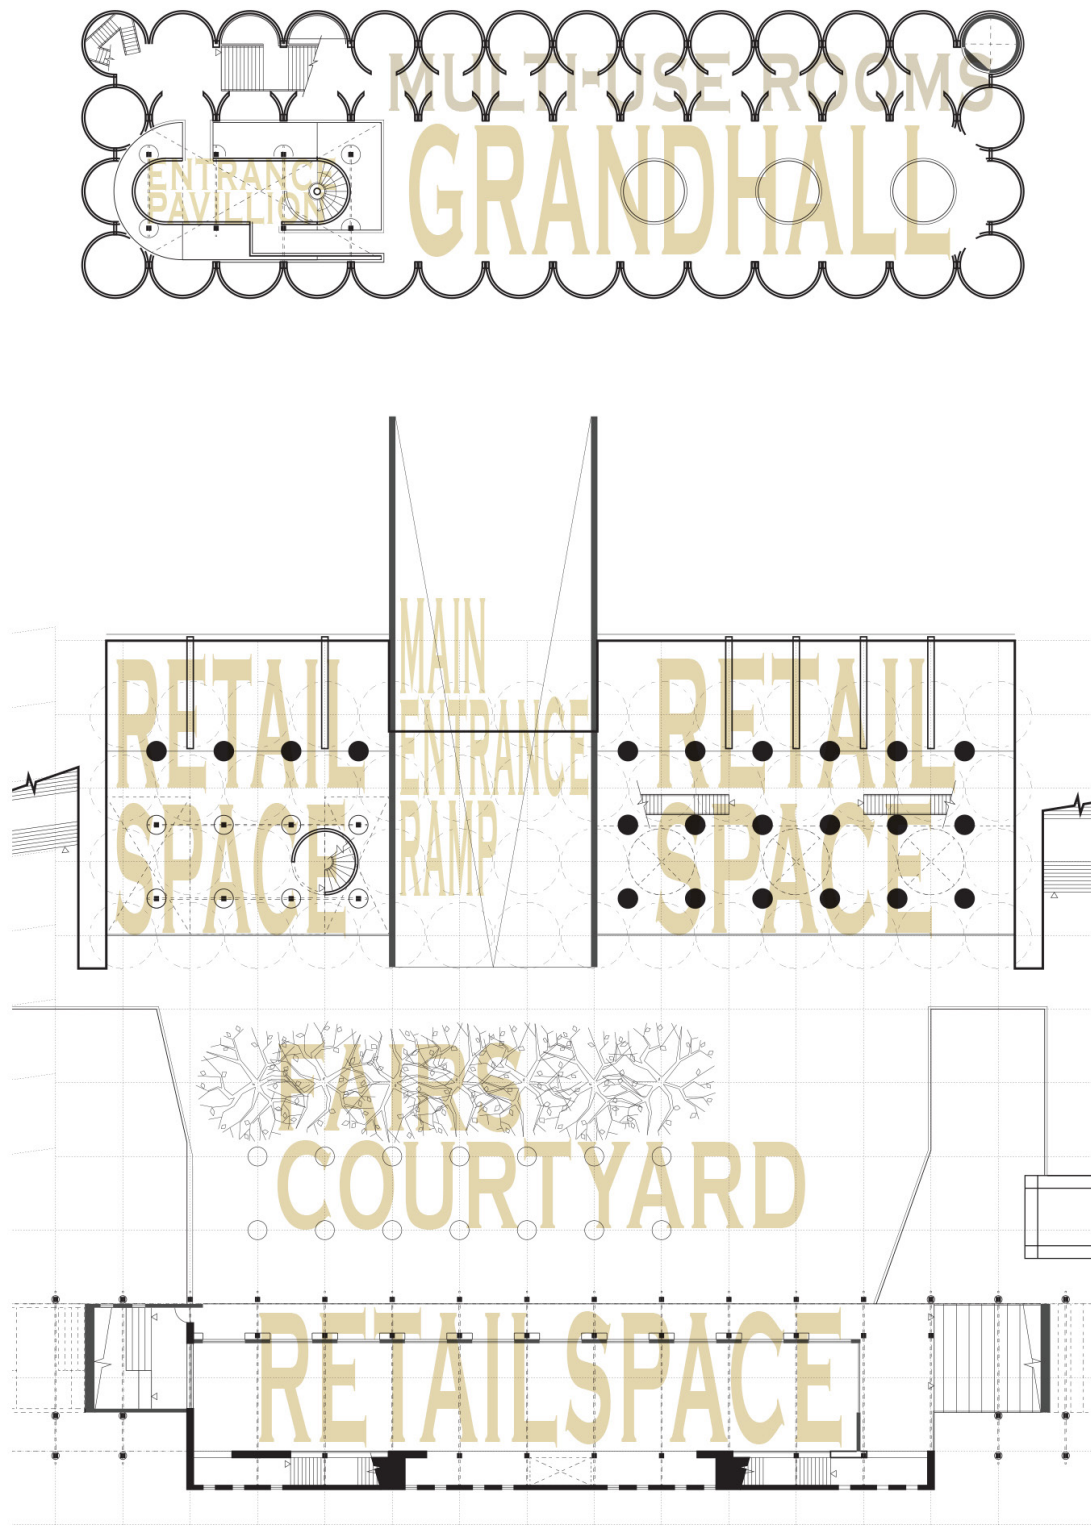 MULTI-USE ROOMS
GRANDHALL
ENTRANCE
PAVILLION
MAIN
ENTRANCE
RAMP
RETAIL
SPACE
RETAIL
SPACE
FAIRS
COURTYARD
RETAILSPACE